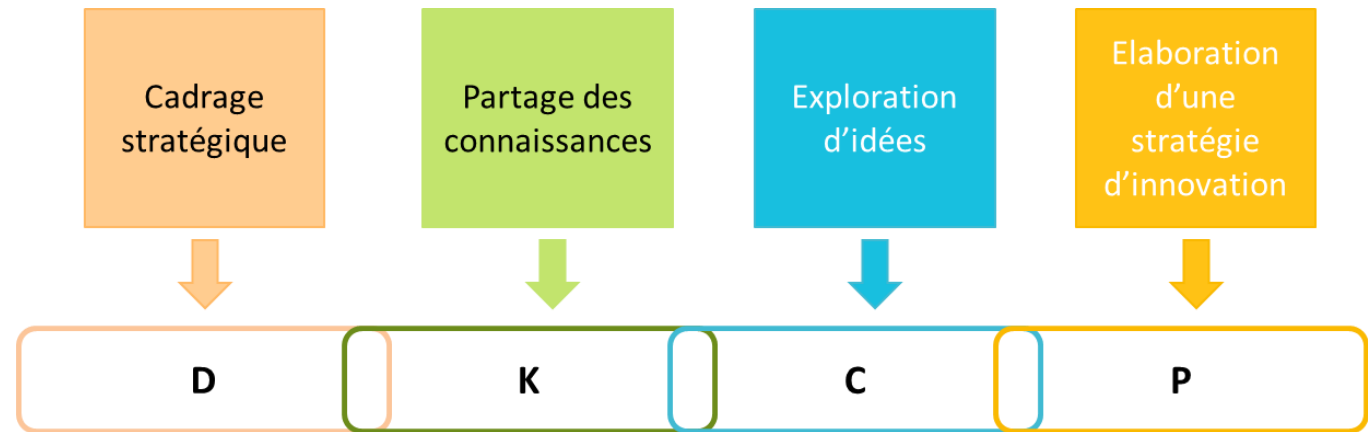 Cadrage
stratégique
Partage des
connaissances
Exploration
d’idées
Elaboration
d’une
stratégie
d’innovation
D
K
C
P